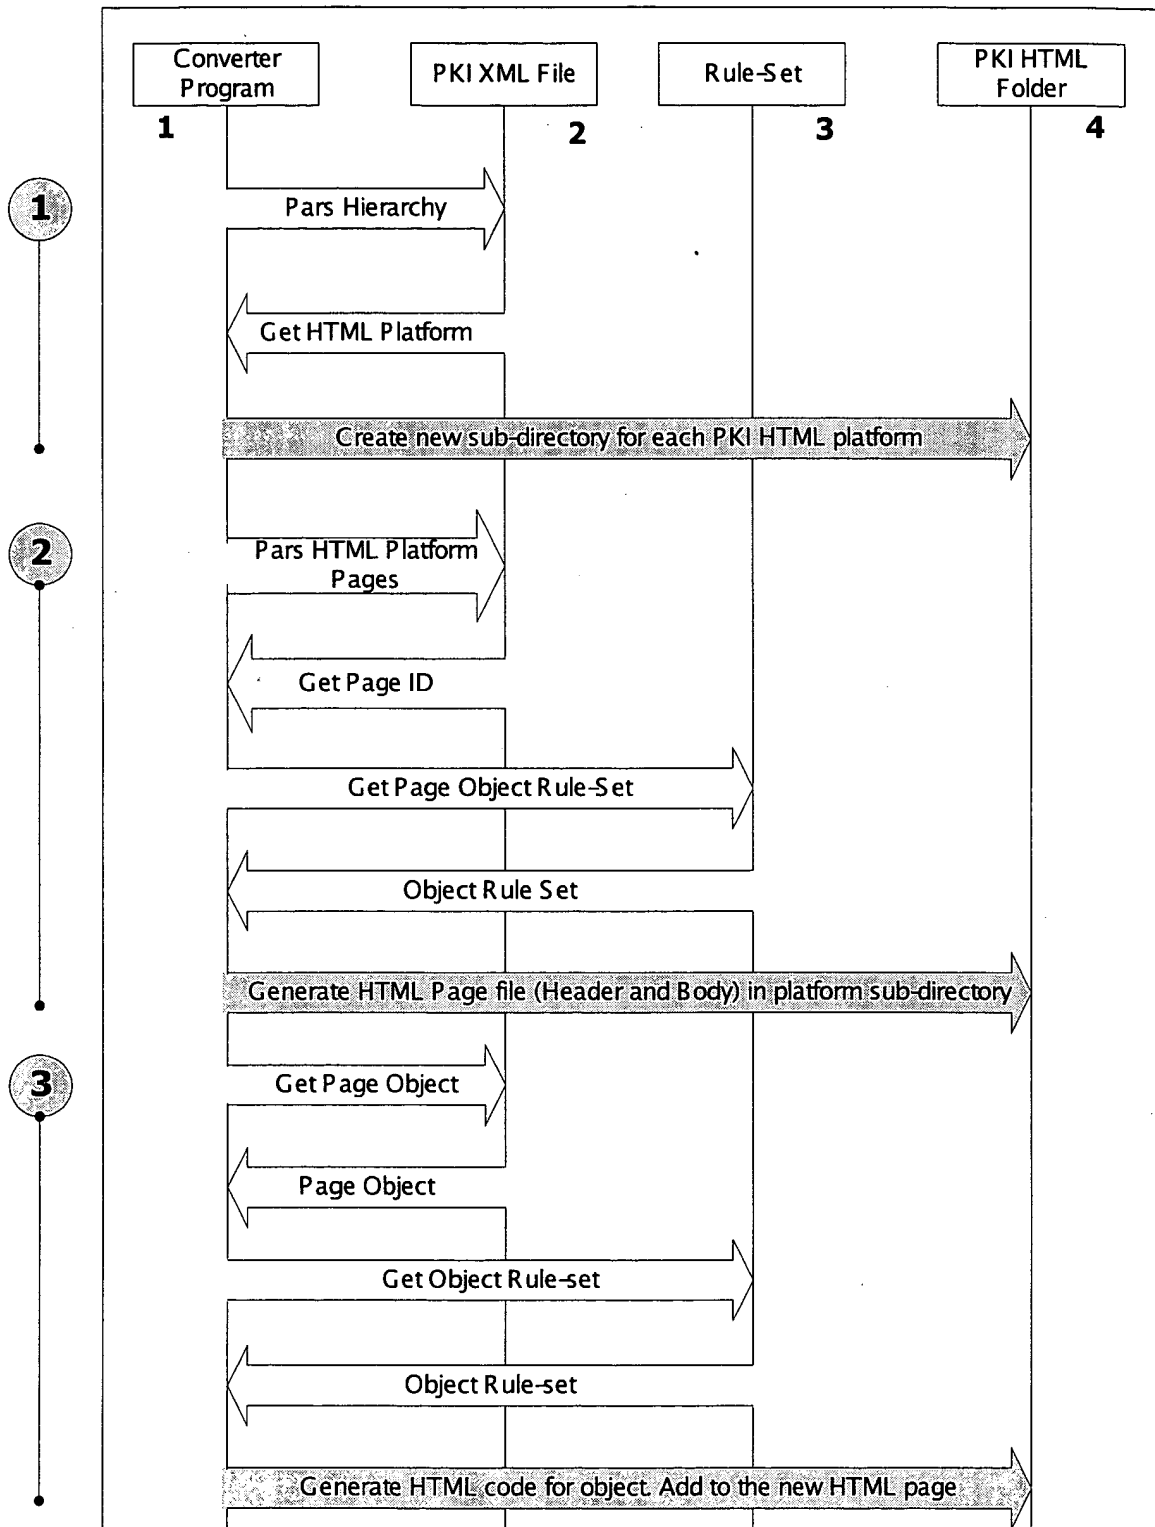 Converter
Program
PKI XML File
Rule-Set
PKI HTML
Folder
1
2
3
4
1
Pars Hierarchy
Get HTML Platform
Create new sub-directory for each PKI HTML platform
2
Pars HTML Platform
Pages
Get Page ID
Get Page Object Rule-Set
Object Rule Set
Generate HTML Page file (Header and Body) in platform sub-directory
3
Get Page Object
Page Object
Get Object Rule-set
Object Rule-set
Generate HTML code for object. Add to the new HTML page